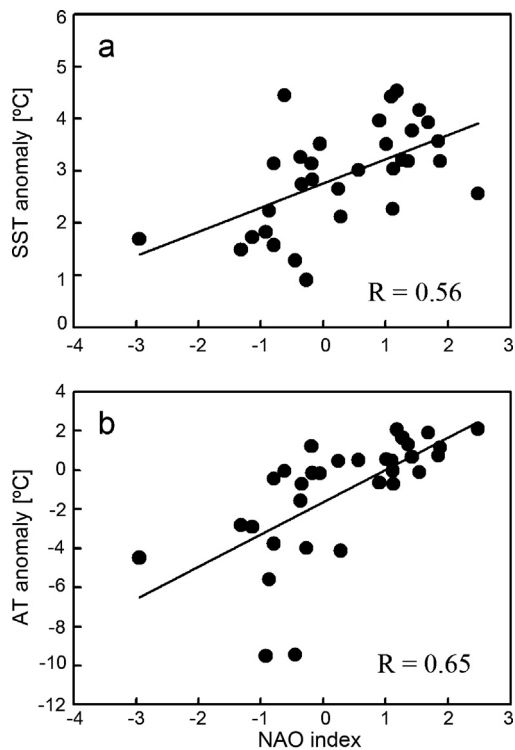 a
SST anomaly [ºC]
6
5
4
3
2
1
0
R = 0.56
-4 -3 -2 -1 0 1 2 3
b
AT anomaly [ºC]
4
2
0
-2
-4
-6
-8
-10
-12
R = 0.65
-4 -3 -2 -1 0 1 2 3
NAO index